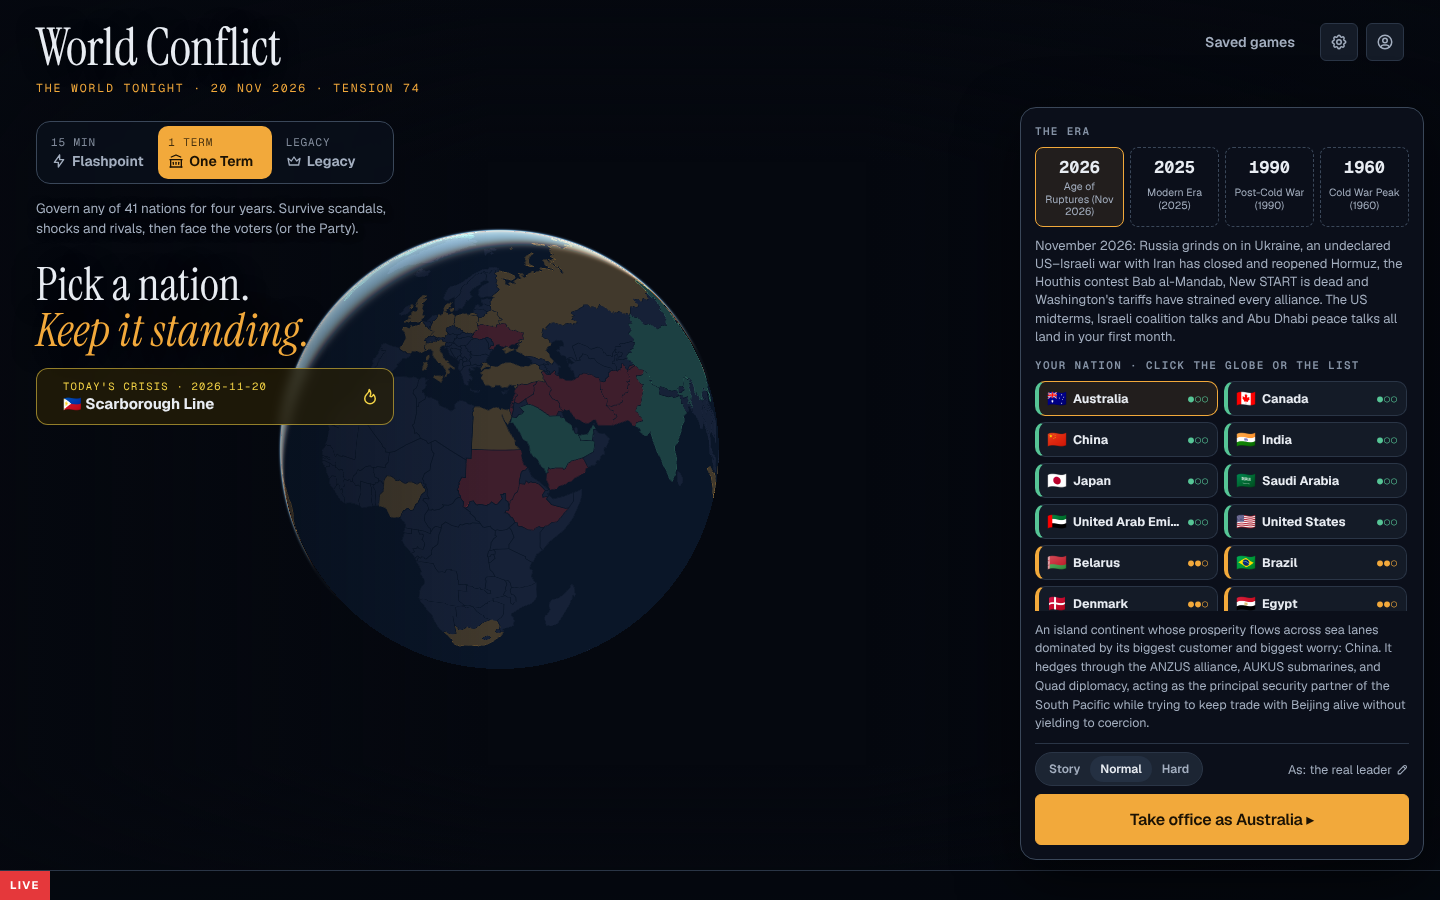 World Conflict
THE WORLD TONIGHT · 20 NOV 2026 · TENSION 74
Saved games
15 MIN
Flashpoint
1 TERM
One Term
LEGACY
Legacy
Govern any of 41 nations for four years. Survive scandals,
shocks and rivals, then face the voters (or the Party).
Pick a nation.
Keep it standing.
TODAY'S CRISIS · 2026-11-20
Scarborough Line
THE ERA
2026
Age of
Ruptures (Nov
2026)
2025
Modern Era
(2025)
1990
Post-Cold War
(1990)
1960
Cold War Peak
(1960)
November 2026: Russia grinds on in Ukraine, an undeclared
US–Israeli war with Iran has closed and reopened Hormuz, the
Houthis contest Bab al-Mandab, New START is dead and
Washington's tariffs have strained every alliance. The US
midterms, Israeli coalition talks and Abu Dhabi peace talks all
land in your first month.
YOUR NATION · CLICK THE GLOBE OR THE LIST
Australia
Canada
China
India
Japan
Saudi Arabia
United Arab Emi...
United States
Belarus
Brazil
Denmark
Egypt
An island continent whose prosperity flows across sea lanes
dominated by its biggest customer and biggest worry: China. It
hedges through the ANZUS alliance, AUKUS submarines, and
Quad diplomacy, acting as the principal security partner of the
South Pacific while trying to keep trade with Beijing alive without
yielding to coercion.
Story
Normal
Hard
As: the real leader
Take office as Australia ▸
LIVE